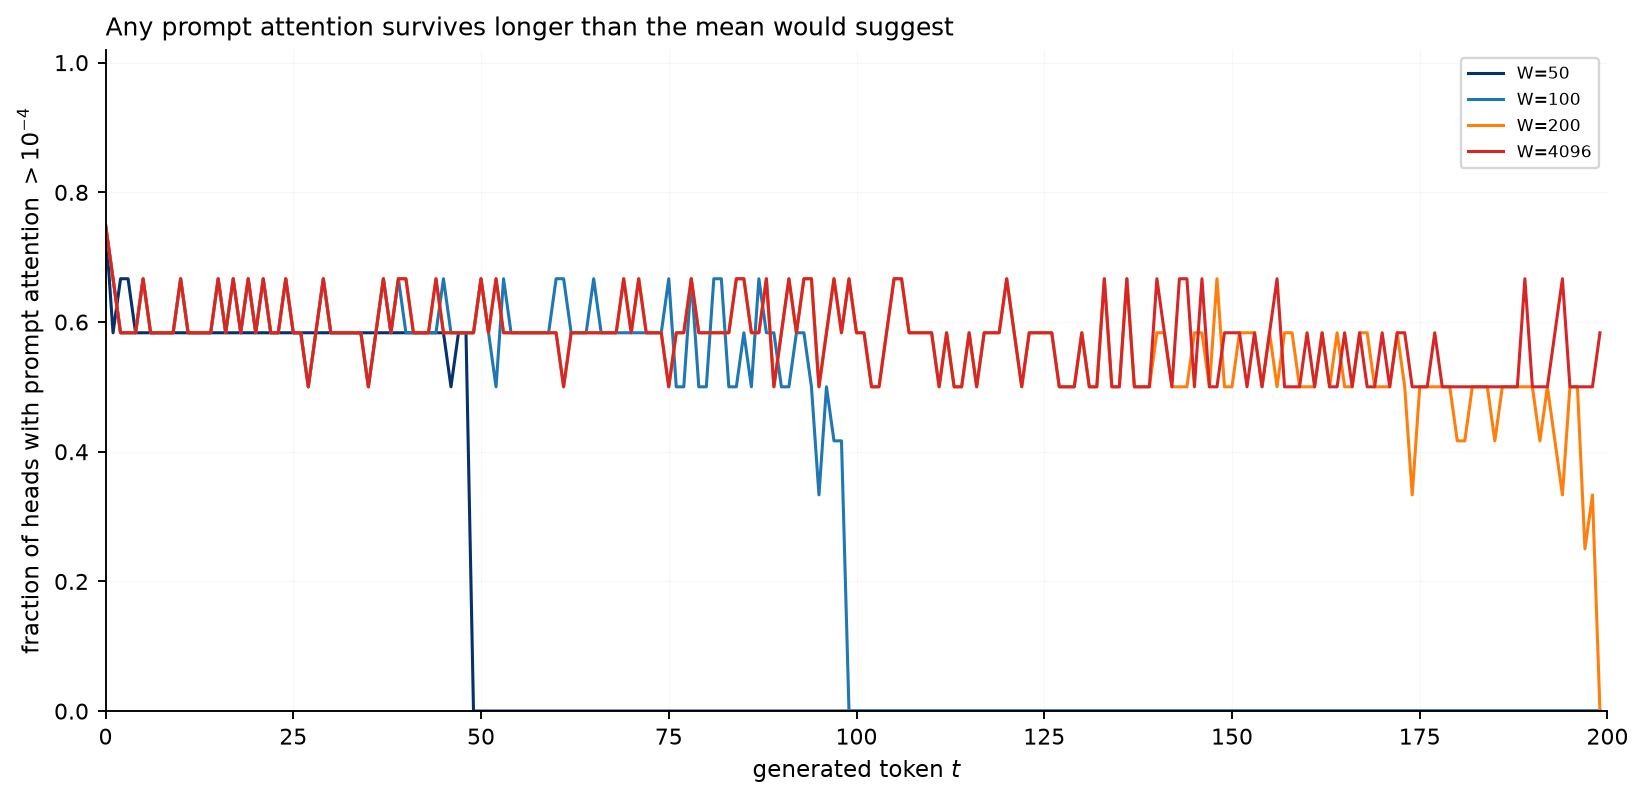 Any prompt attention survives longer than the mean would suggest
fraction of heads with prompt attention > 10⁻⁴
1.0
0.8
0.6
0.4
0.2
0.0
W=50
W=100
W=200
W=4096
0 25 50 75 100 125 150 175 200
generated token t